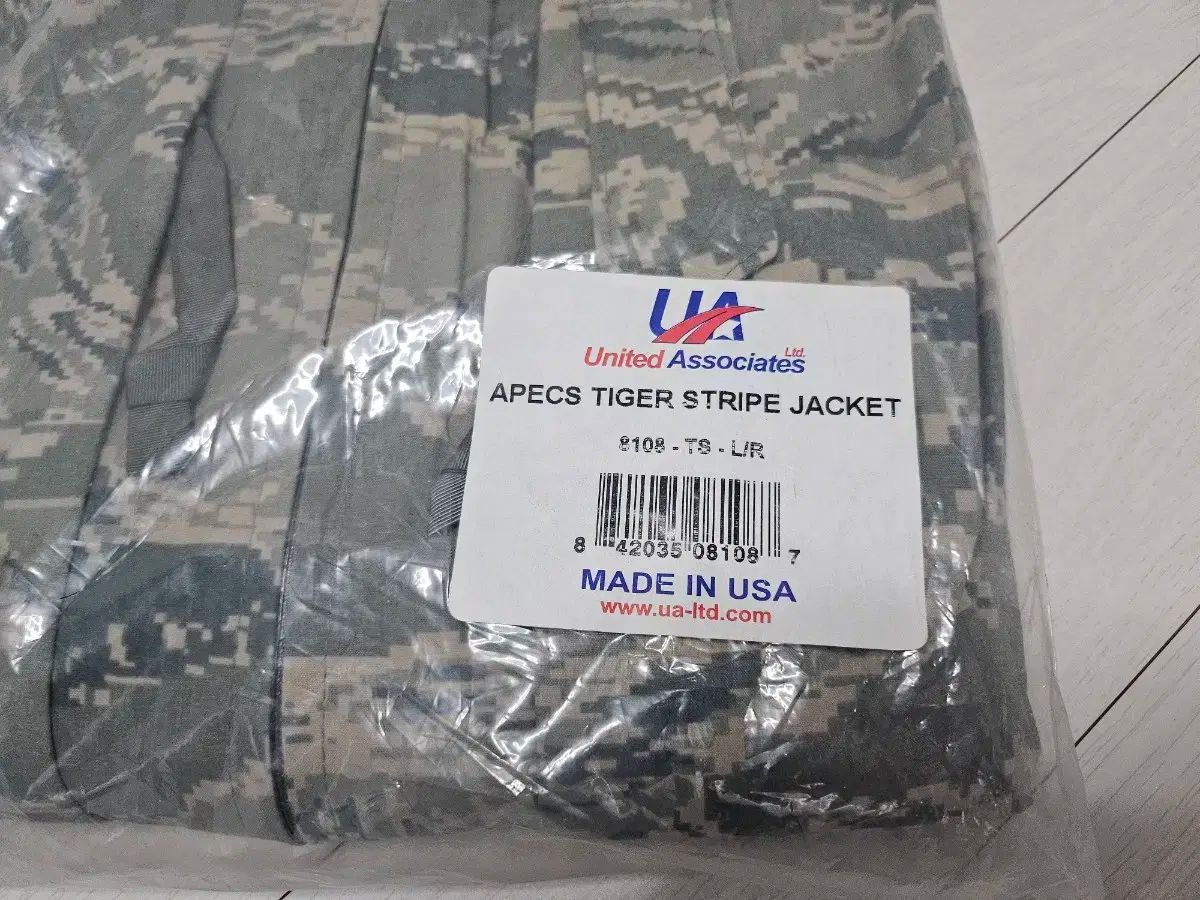 UA
United Associates Ltd.
APECS TIGER STRIPE JACKET
8108 - TS - L/R
8 42035 08108 7
MADE IN USA
www.ua-ltd.com